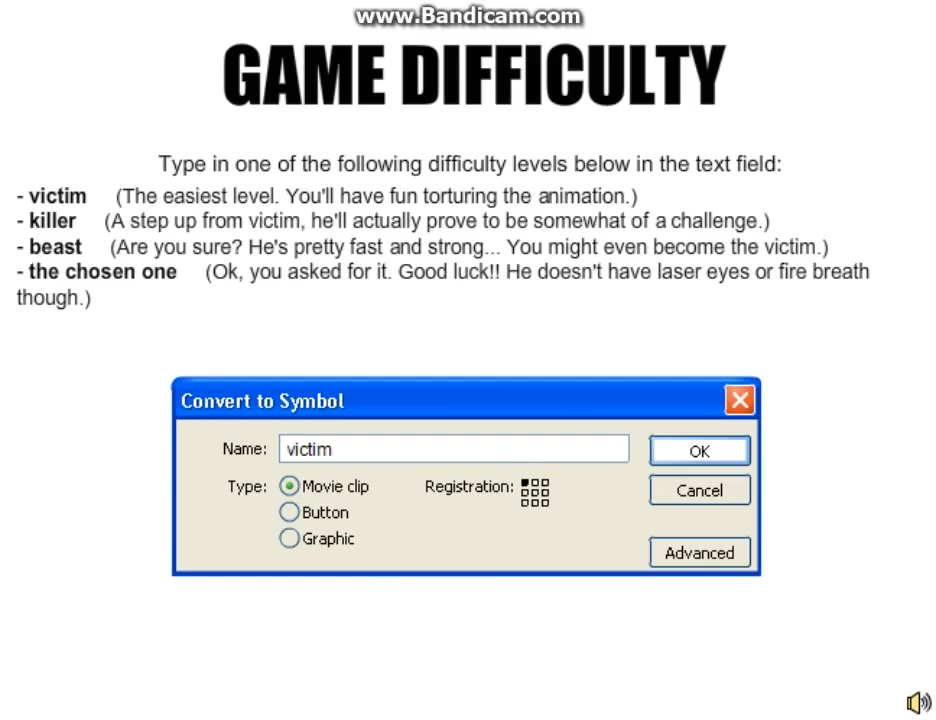 www.Bandicam.com
GAME DIFFICULTY
Type in one of the following difficulty levels below in the text field:
- victim (The easiest level. You'll have fun torturing the animation.)
- killer (A step up from victim, he'll actually prove to be somewhat of a challenge.)
- beast (Are you sure? He's pretty fast and strong... You might even become the victim.)
- the chosen one (Ok, you asked for it. Good luck!! He doesn't have laser eyes or fire breath
though.)
Convert to Symbol
Name: victim OK
Type: Movie clip Registration: Cancel
Button
Graphic
Advanced